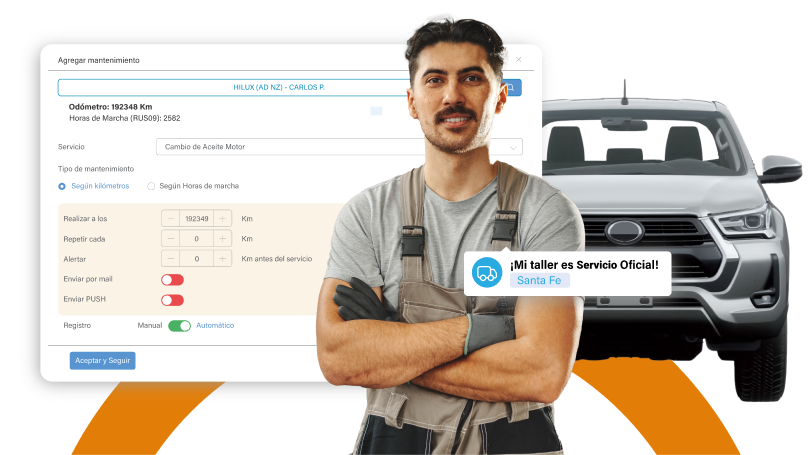 Agregar mantenimiento
HILUX (AD NZ) - CARLOS P.
Odómetro: 192348 Km
Horas de Marcha (RUS09): 2582
Servicio
Cambio de Aceite Motor
Tipo de mantenimiento
Según kilómetros
Según Horas de marcha
Realizar a los
192349
Km
Repetir cada
0
Km
Alertar
0
Km antes del servicio
Enviar por mail
Enviar PUSH
Registro
Manual
Automático
Aceptar y Seguir
¡Mi taller es Servicio Oficial!
Santa Fe